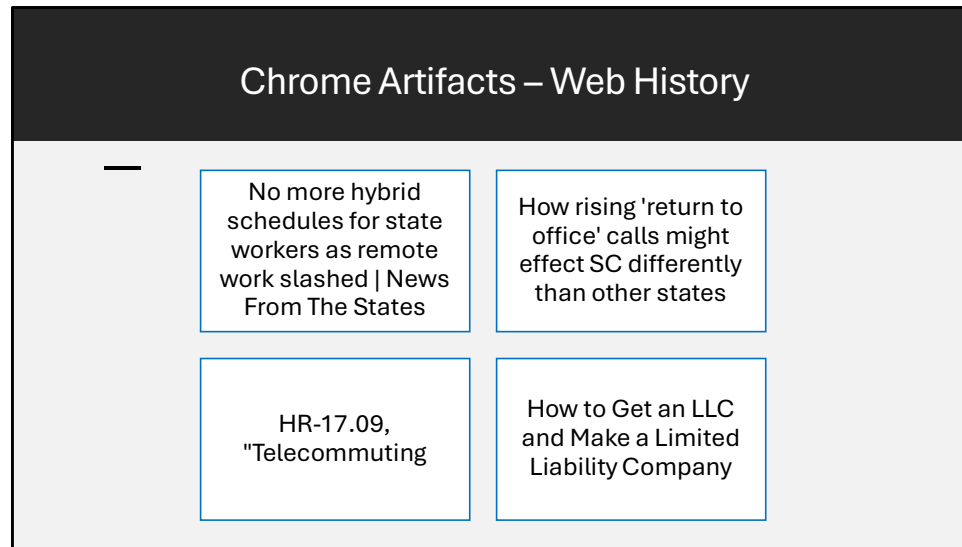 Chrome Artifacts – Web History
No more hybrid
schedules for state
workers as remote
work slashed | News
From The States
How rising 'return to
office' calls might
effect SC differently
than other states
HR-17.09,
"Telecommuting
How to Get an LLC
and Make a Limited
Liability Company